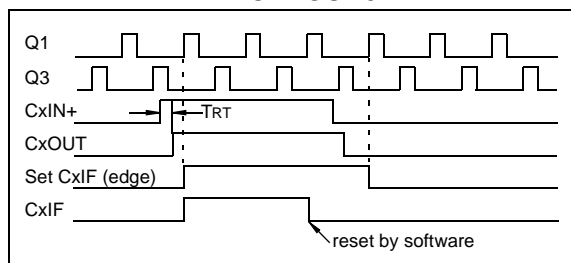 Q1
Q3
CxIN+
TRT
CxOUT
Set CxIF (edge)
CxIF
reset by software